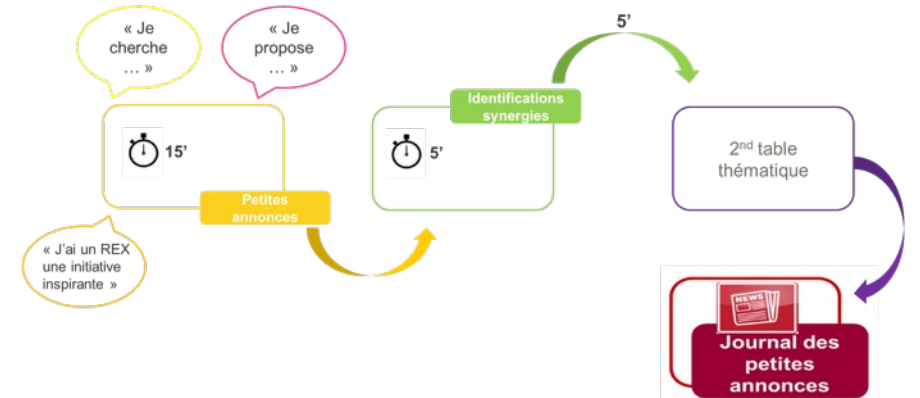 « Je
cherche
… »
« Je
propose
… »
15’
Petites
annonces
« J’ai un REX
une initiative
inspirante »
Identifications
synergies
5’
5’
2nd table
thématique
NEWS
Journal des
petites
annonces